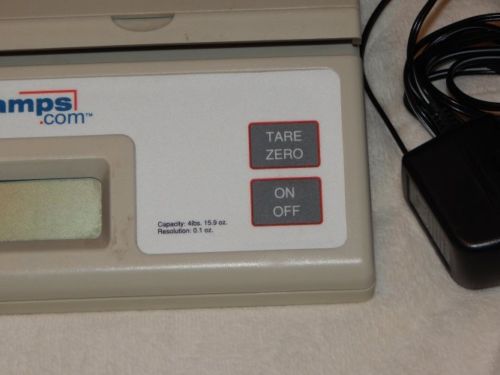 amps
.com™
TARE
ZERO
ON
OFF
Capacity: 4lbs. 15.9 oz.
Resolution: 0.1 oz.